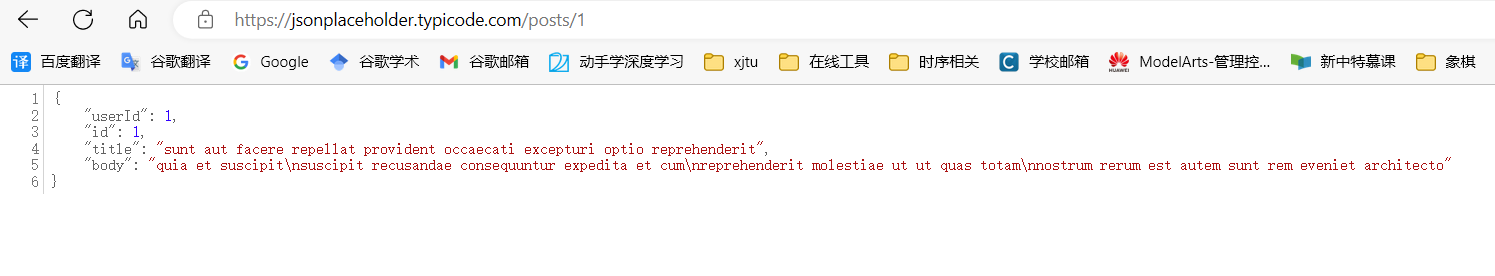 https://jsonplaceholder.typicode.com/posts/1
译 百度翻译 谷歌翻译 Google 谷歌学术 谷歌邮箱 动手学深度学习 xjtu 在线工具 时序相关 C 学校邮箱 HUAWEI ModelArts-管理控... 新中特慕课 象棋
1 {
2 "userId": 1,
3 "id": 1,
4 "title": "sunt aut facere repellat provident occaecati excepturi optio reprehenderit",
5 "body": "quia et suscipit\nsuscipit recusandae consequuntur expedita et cum\nreprehenderit molestiae ut ut quas totam\nnostrum rerum est autem sunt rem eveniet architecto"
6 }